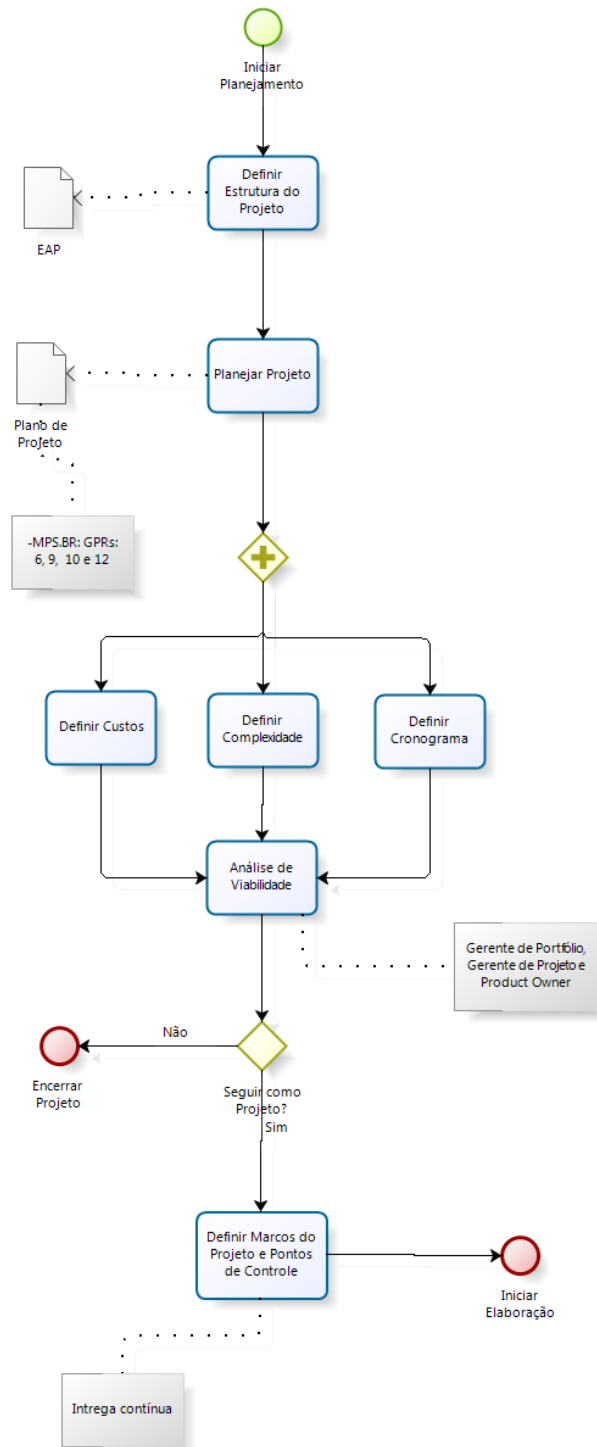 Iniciar
Planejamento
Definir
Estrutura do
Projeto
EAP
Planejar Projeto
Plano de
Projeto
-MPS.BR: GPRs:
6, 9, 10 e 12
Definir Custos
Definir
Complexidade
Definir
Cronograma
Análise de
Viabilidade
Gerente de Portfólio,
Gerente de Projeto e
Product Owner
Não
Encerrar
Projeto
Seguir como
Projeto?
Sim
Definir Marcos do
Projeto e Pontos
de Controle
Iniciar
Elaboração
Intrega contínua